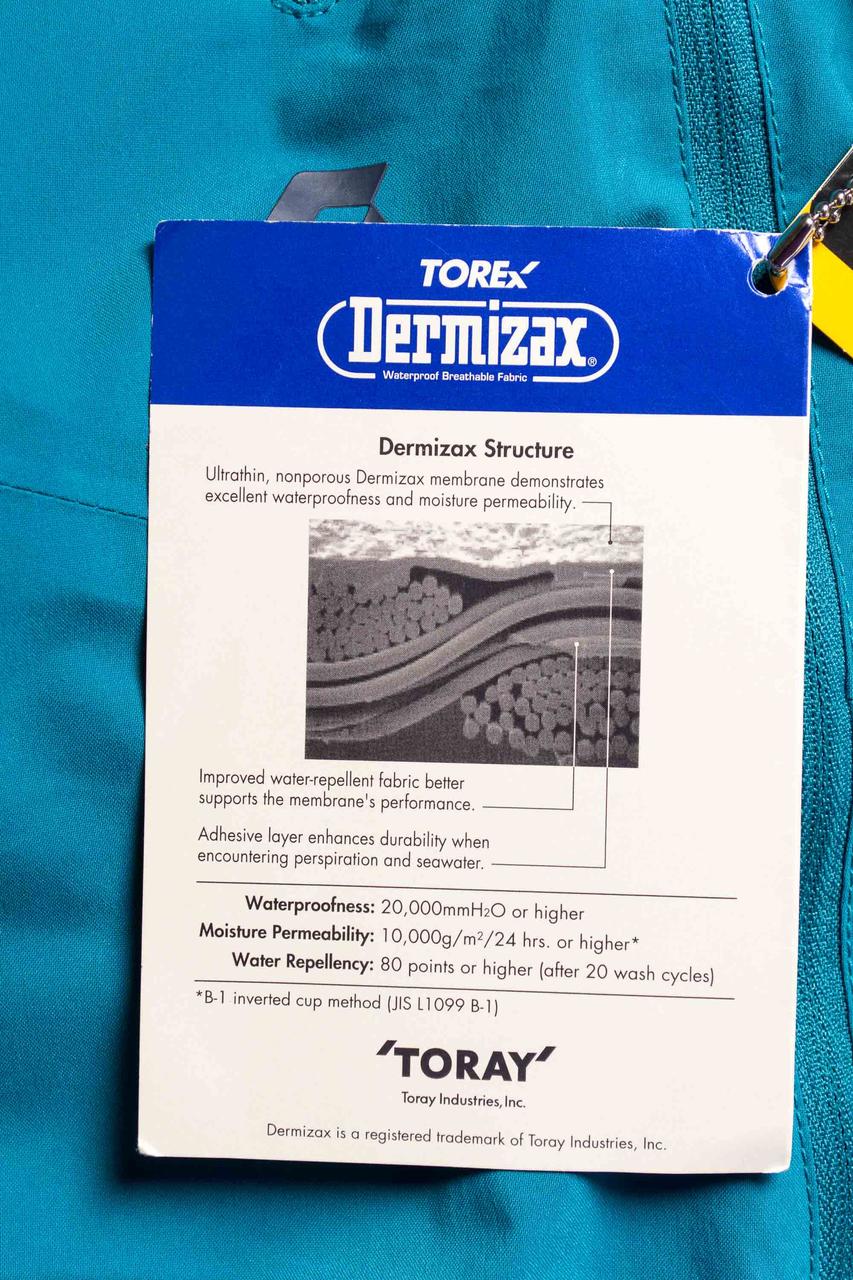 TOREX
Dermizax®
Waterproof Breathable Fabric
Dermizax Structure
Ultrathin, nonporous Dermizax membrane demonstrates
excellent waterproofness and moisture permeability.
Improved water-repellent fabric better
supports the membrane's performance.
Adhesive layer enhances durability when
encountering perspiration and seawater.
Waterproofness: 20,000mmH₂O or higher
Moisture Permeability: 10,000g/m²/24 hrs. or higher*
Water Repellency: 80 points or higher (after 20 wash cycles)
*B-1 inverted cup method (JIS L1099 B-1)
'TORAY'
Toray Industries, Inc.
Dermizax is a registered trademark of Toray Industries, Inc.